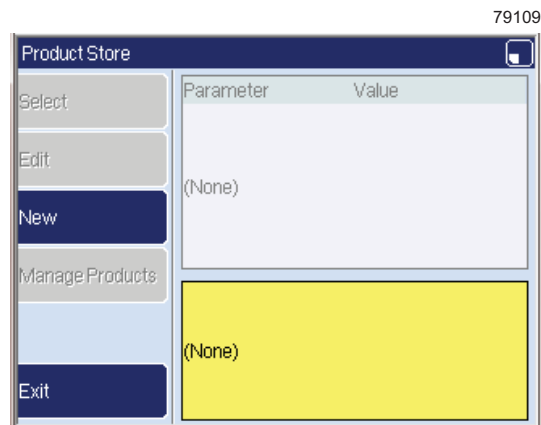 79109
Product Store
Select
Edit
New
Manage Products
Exit
Parameter Value
(None)
(None)